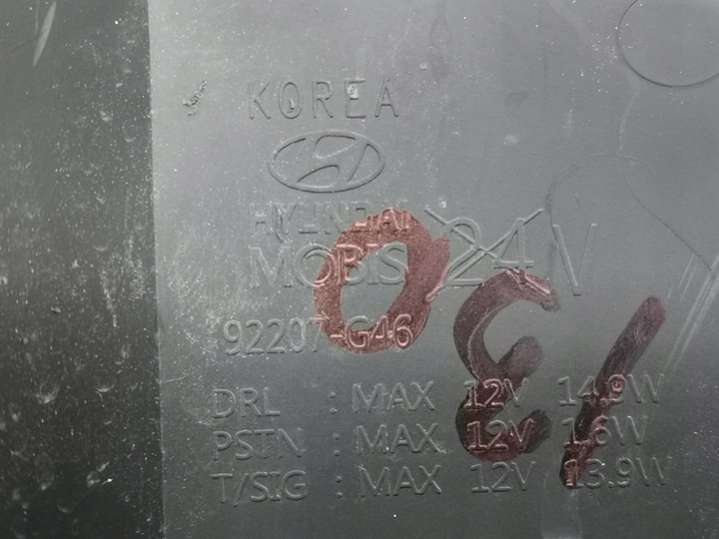 KOREA
HYUNDAI
MOBIS 24V
92207-G46
DRL : MAX 12V 14.9W
PSTN : MAX 12V 1.6W
T/SIG : MAX 12V 13.9W